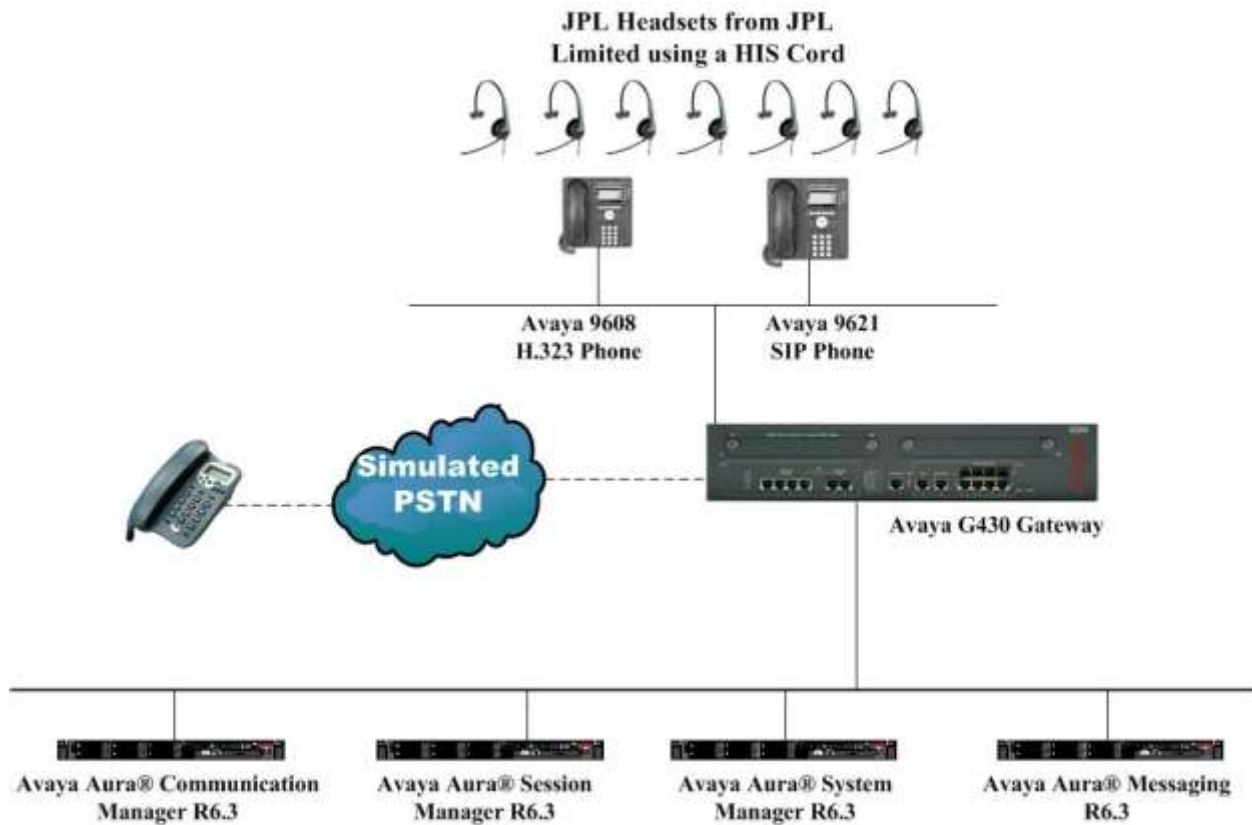 JPL Headsets from JPL
Limited using a HIS Cord
Avaya 9608
H.323 Phone
Avaya 9621
SIP Phone
Simulated
PSTN
Avaya G430 Gateway
Avaya Aura® Communication
Manager R6.3
Avaya Aura® Session
Manager R6.3
Avaya Aura® System
Manager R6.3
Avaya Aura® Messaging
R6.3